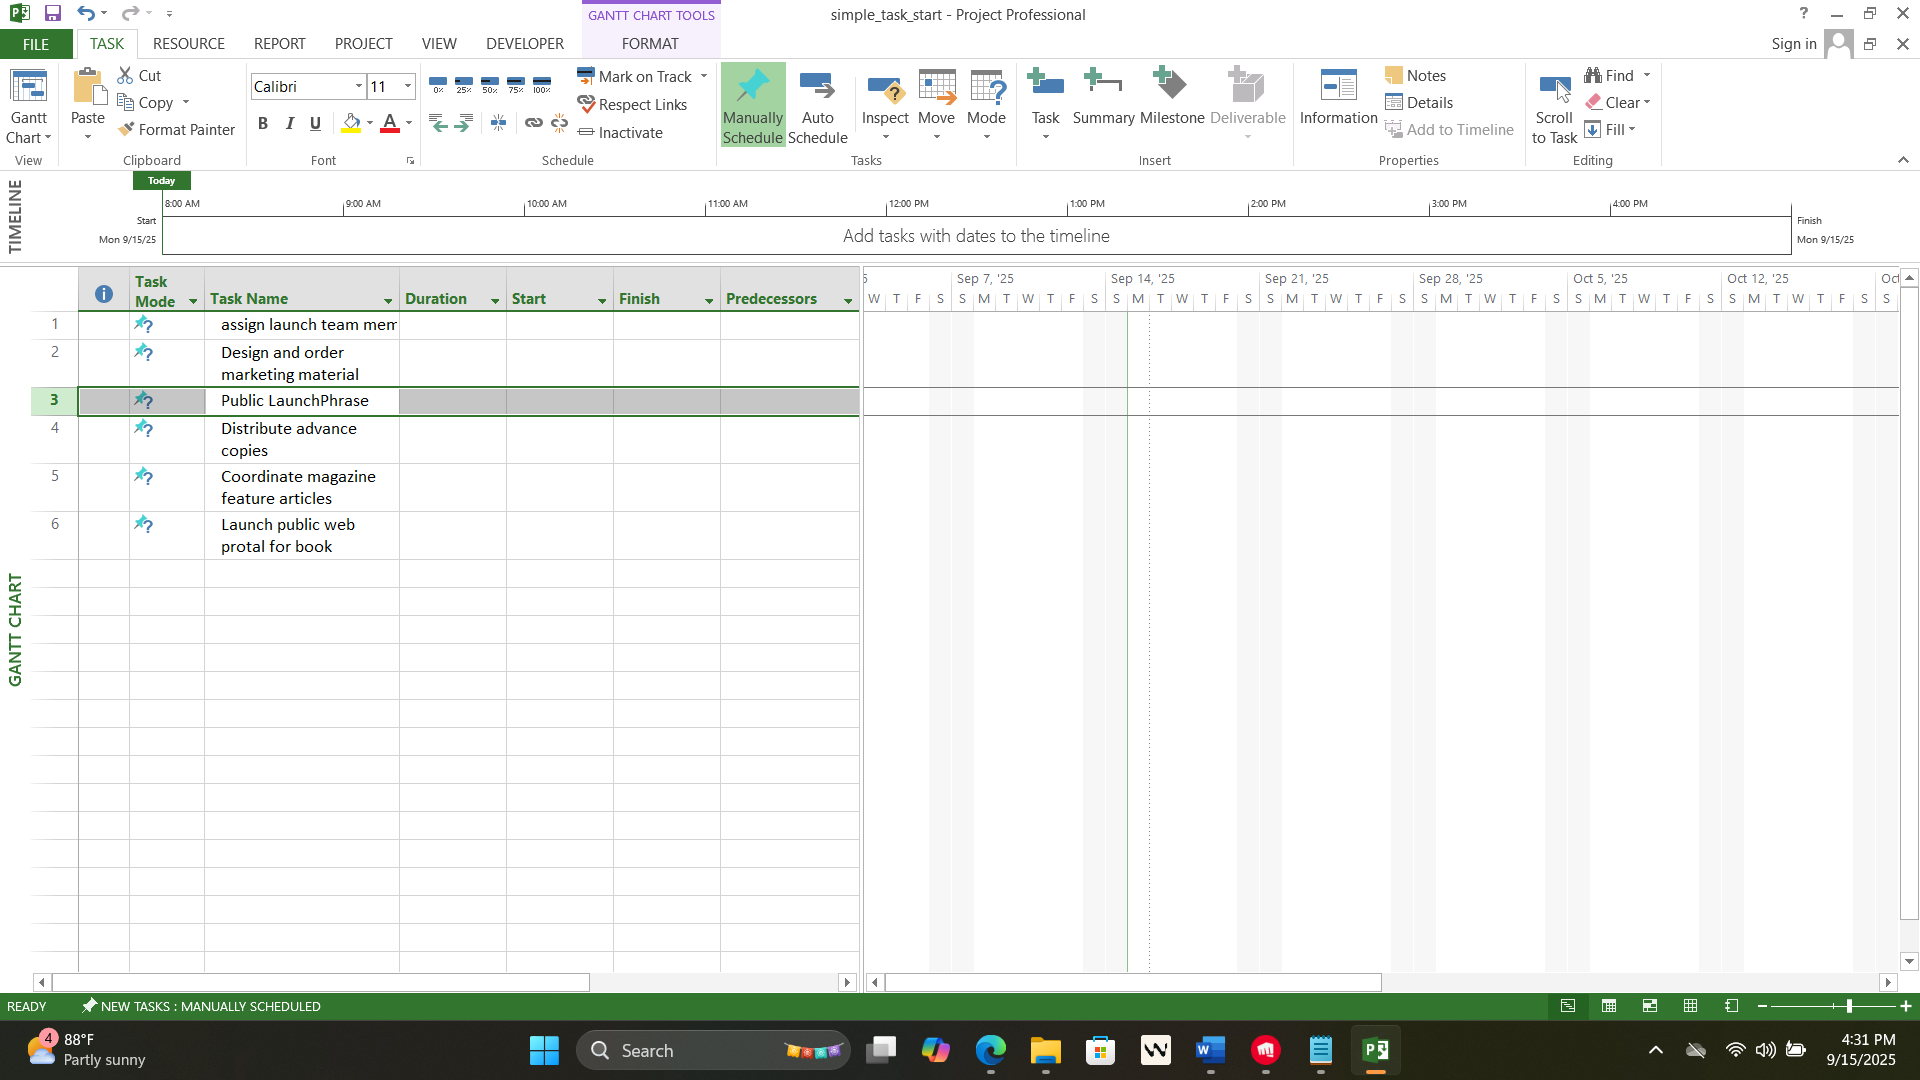 GANTT CHART TOOLS
simple_task_start - Project Professional
?
FILE TASK RESOURCE REPORT PROJECT VIEW DEVELOPER FORMAT
Sign in
Gantt
Chart
View
Paste
Cut
Copy
Format Painter
Clipboard
Calibri 11
B I U A
Font
0% 25% 50% 75% 100%
Mark on Track
Respect Links
Inactivate
Schedule
Manually
Schedule
Auto
Schedule
Inspect
Move
Mode
Tasks
Task
Summary
Milestone
Deliverable
Insert
Information
Notes
Details
Add to Timeline
Properties
Scroll
to Task
Find
Clear
Fill
Editing
TIMELINE
Today
8:00 AM 9:00 AM 10:00 AM 11:00 AM 12:00 PM 1:00 PM 2:00 PM 3:00 PM 4:00 PM
Start
Mon 9/15/25
Add tasks with dates to the timeline
Finish
Mon 9/15/25
GANTT CHART
Task
Mode
Task Name Duration Start Finish Predecessors
1 assign launch team mem
2 Design and order
marketing material
3 Public LaunchPhrase
4 Distribute advance
copies
5 Coordinate magazine
feature articles
6 Launch public web
protal for book
5 Sep 7, '25 Sep 14, '25 Sep 21, '25 Sep 28, '25 Oct 5, '25 Oct 12, '25 Oct
W T F S S M T W T F S S M T W T F S S M T W T F S S M T W T F S S M T W T F S S M T W T F S S
READY NEW TASKS : MANUALLY SCHEDULED
4
88°F
Partly sunny
Search
4:31 PM
9/15/2025